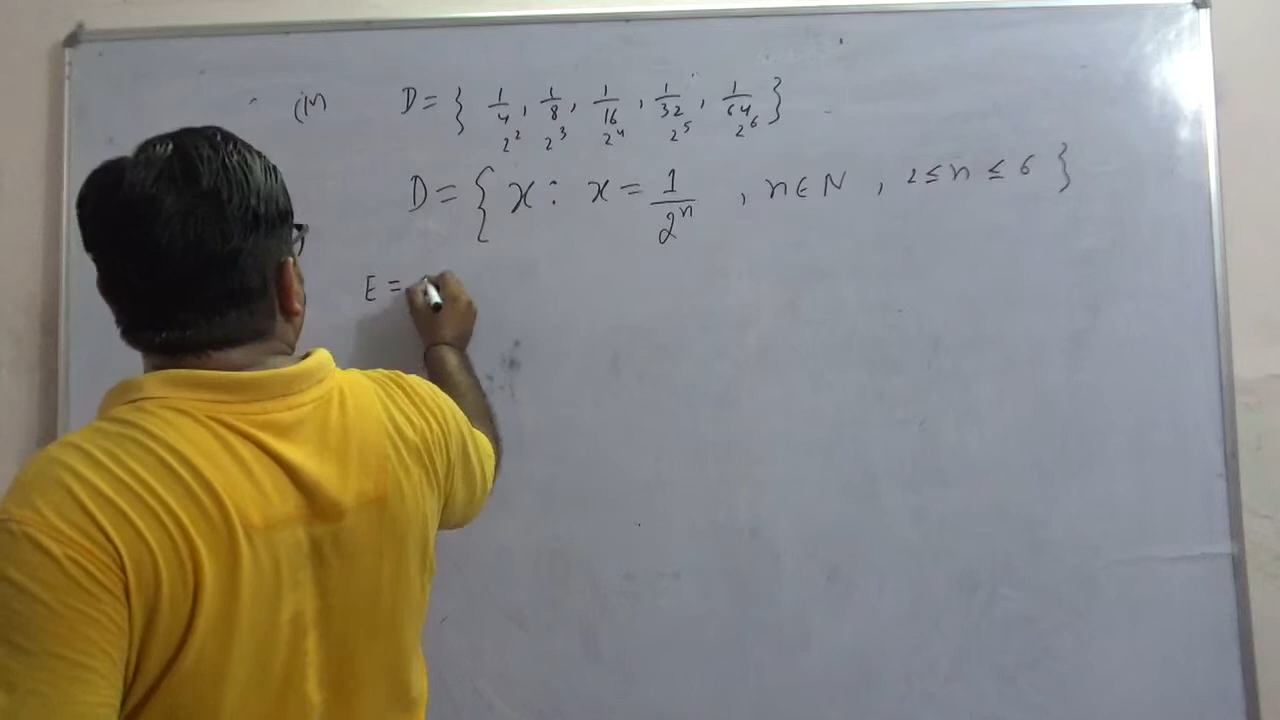 (iv) D = { 1/4, 1/8, 1/16, 1/32, 1/64 }
2² 2³ 2⁴ 2⁵ 2⁶
D = { x : x = 1/2ⁿ , n ∈ N , 2 ≤ n ≤ 6 }
E =